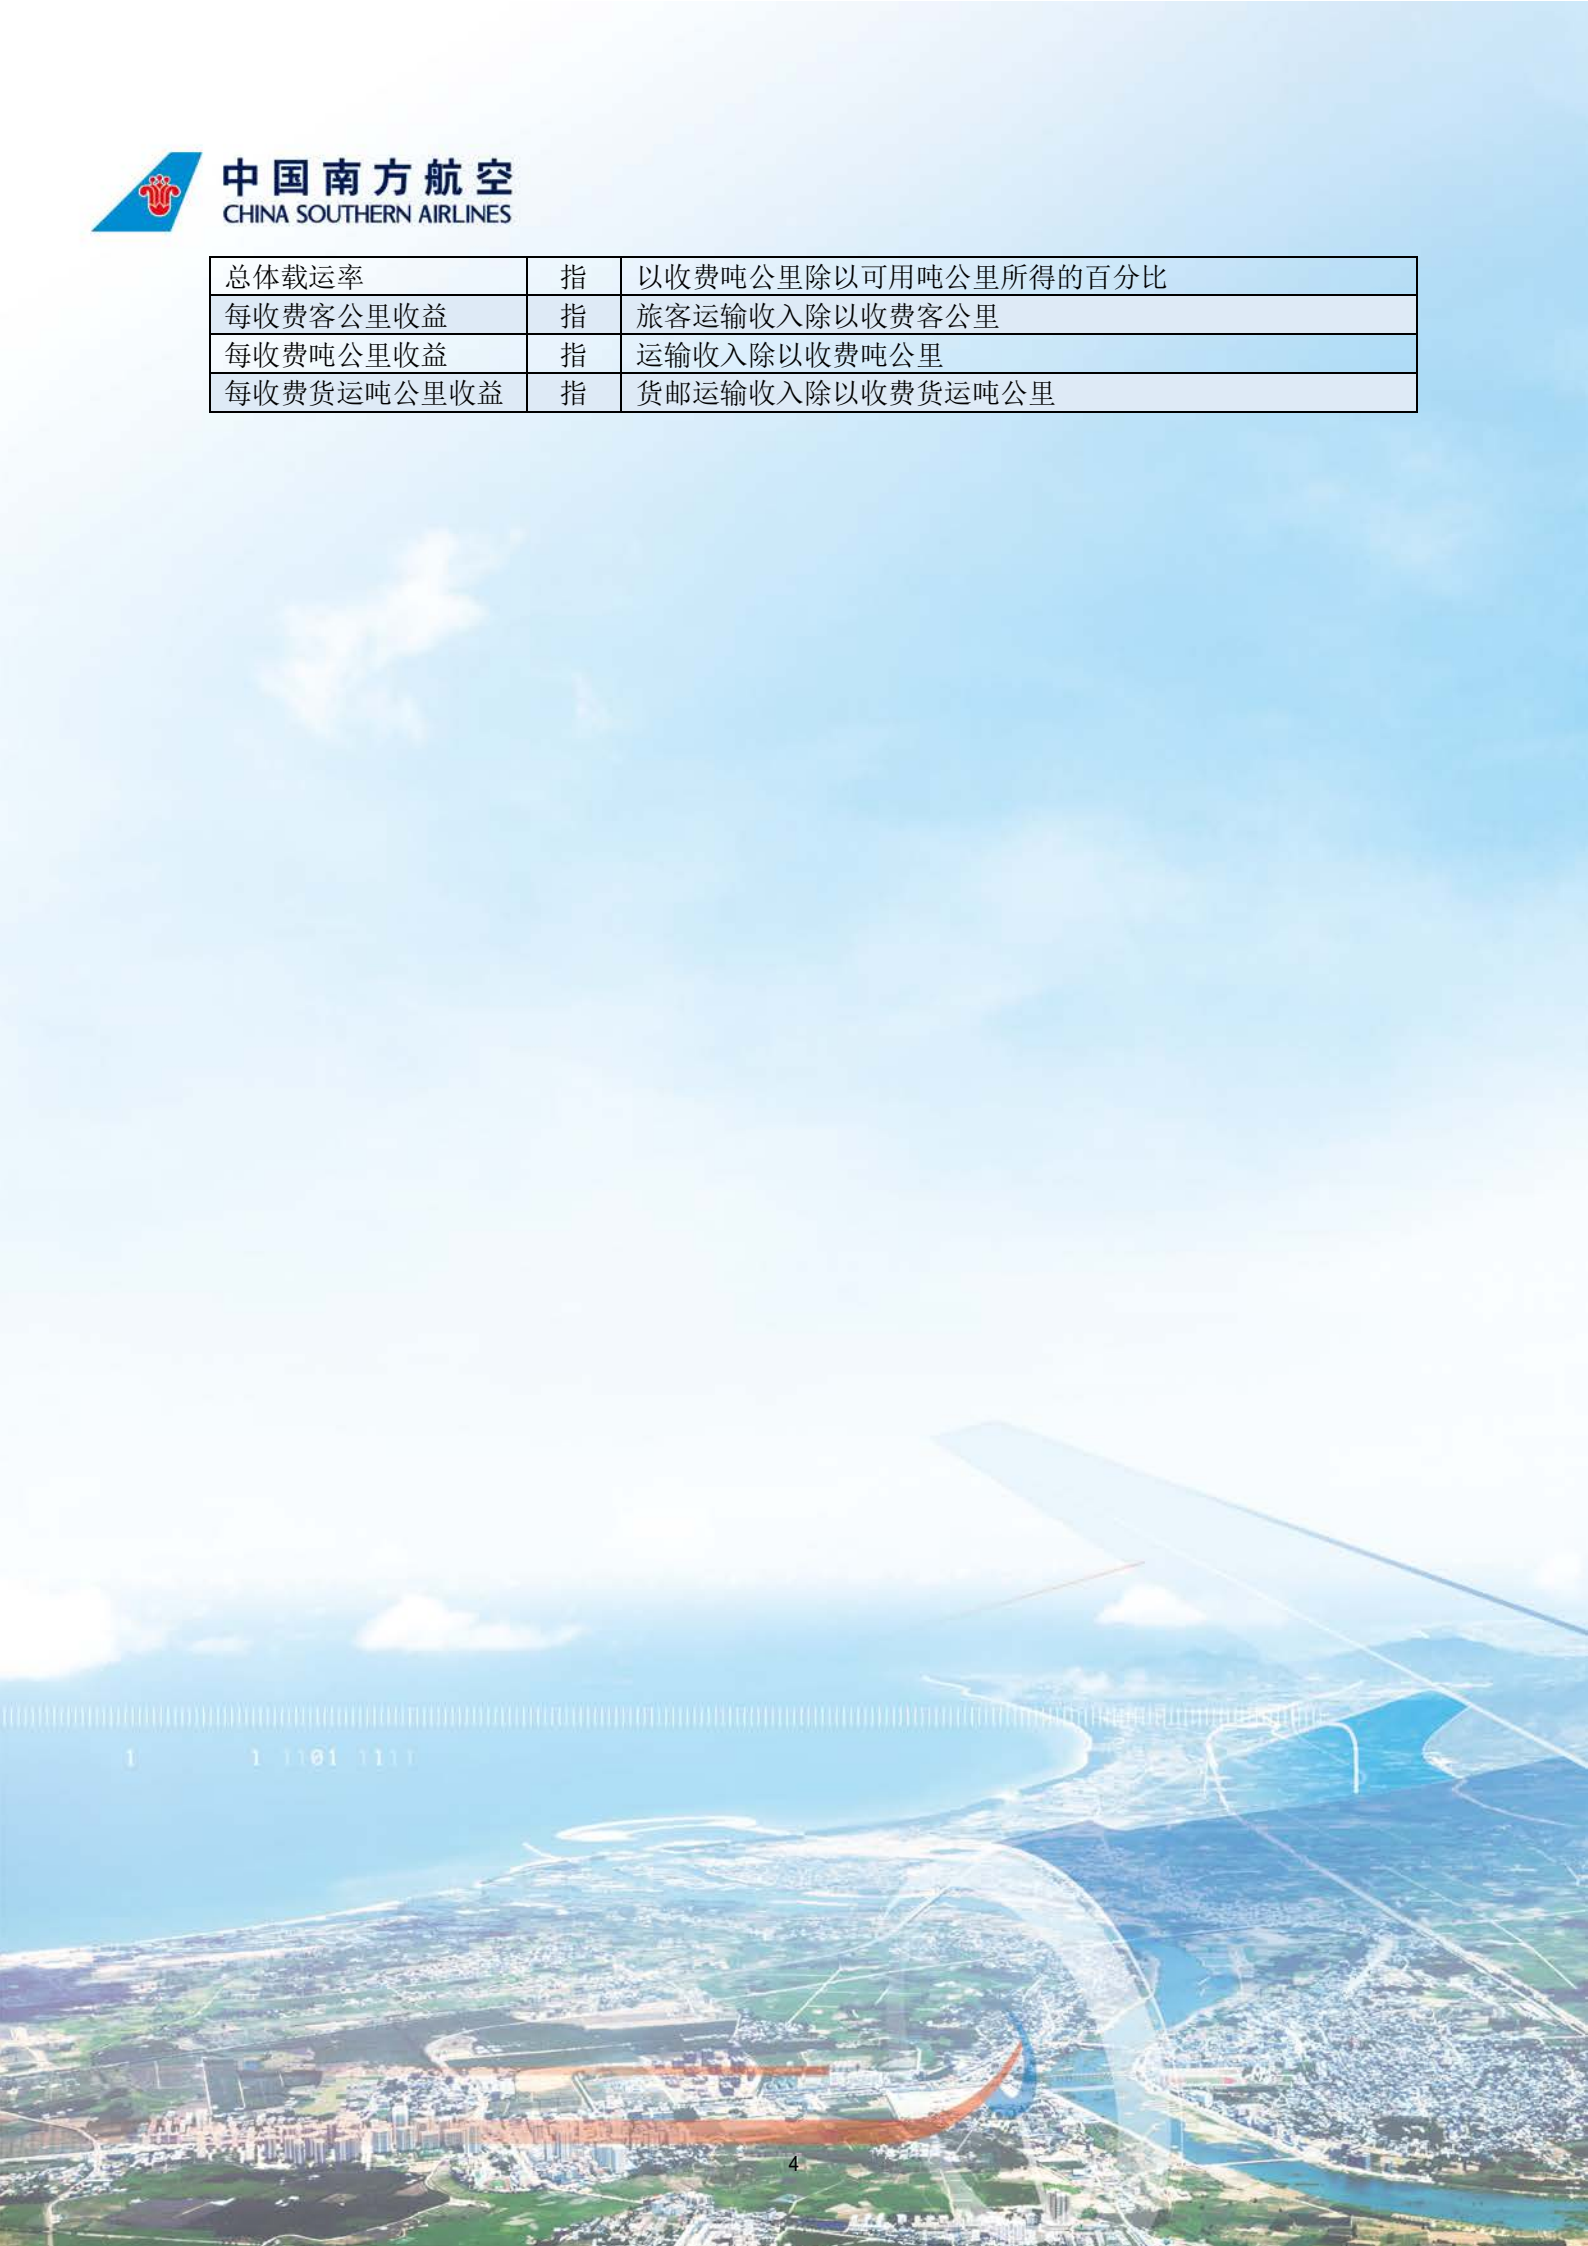 中国南方航空
CHINA SOUTHERN AIRLINES
总体载运率 指 以收费吨公里除以可用吨公里所得的百分比
每收费客公里收益 指 旅客运输收入除以收费客公里
每收费吨公里收益 指 运输收入除以收费吨公里
每收费货运吨公里收益 指 货邮运输收入除以收费货运吨公里
1 1 1101 1111
4